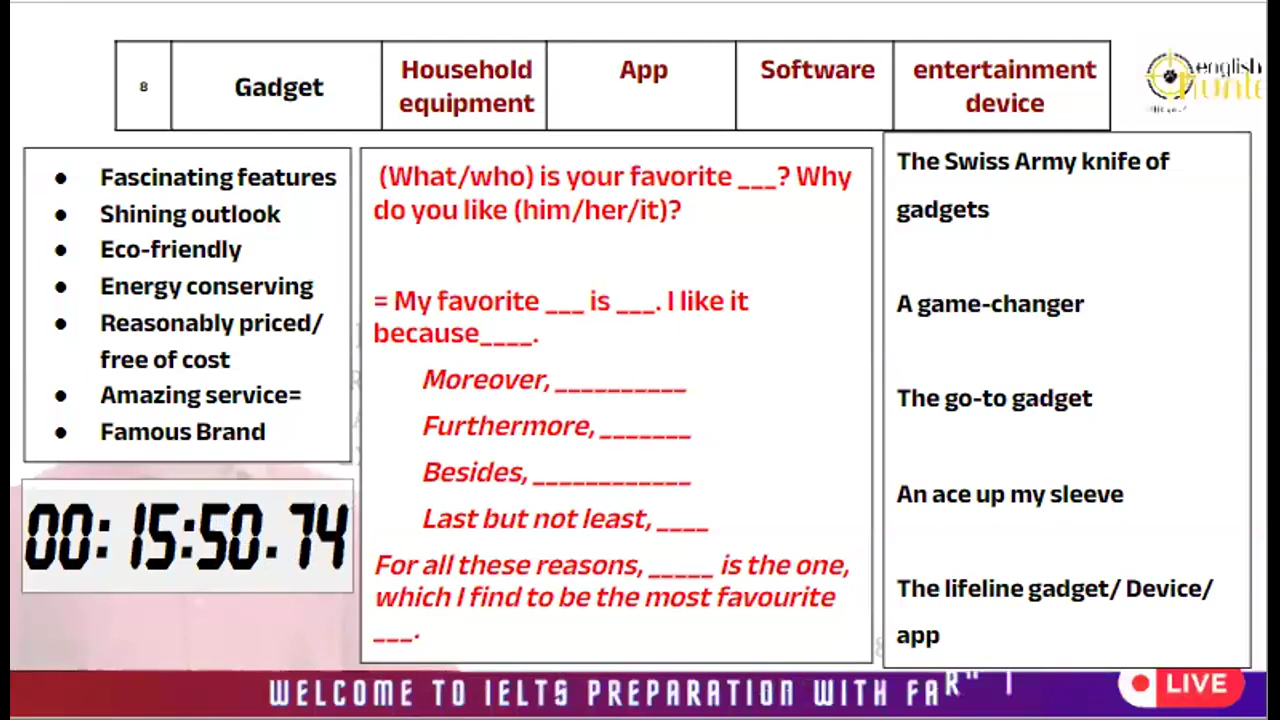 8
Gadget
Household
equipment
App
Software
entertainment
device
english
hunte
Fascinating features
Shining outlook
Eco-friendly
Energy conserving
Reasonably priced/
free of cost
Amazing service=
Famous Brand
00:15:50.74
(What/who) is your favorite ___? Why
do you like (him/her/it)?
= My favorite ___ is ___. I like it
because____.
Moreover, __________
Furthermore, _______
Besides, ____________
Last but not least, ____
For all these reasons, _____ is the one,
which I find to be the most favourite
___.
The Swiss Army knife of
gadgets
A game-changer
The go-to gadget
An ace up my sleeve
The lifeline gadget/ Device/
app
WELCOME TO IELTS PREPARATION WITH FAR
LIVE